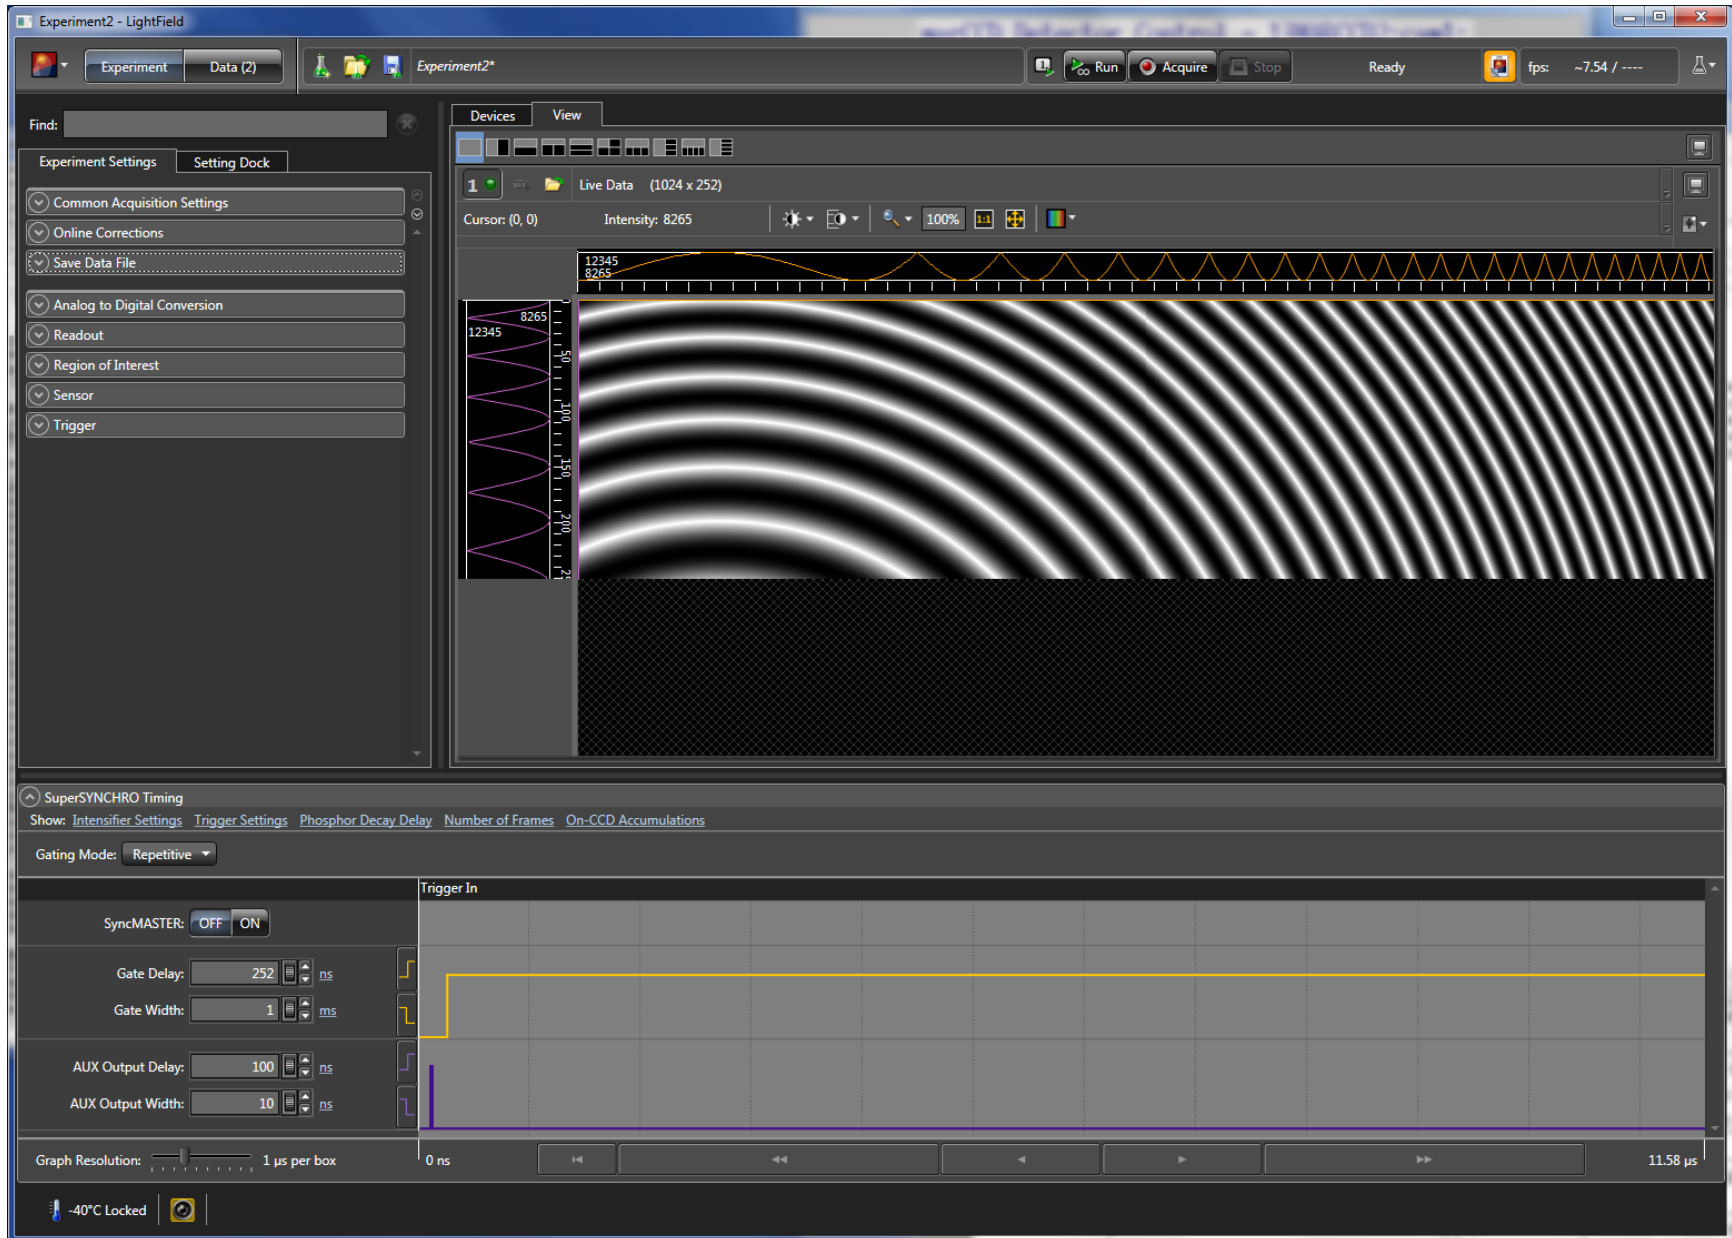 Experiment2 - LightField
Experiment Data (2) Experiment2* 1 Run Acquire Stop Ready fps: ~7.54 / ----
Find:
Devices View
Experiment Settings Setting Dock
1 Live Data (1024 x 252)
Common Acquisition Settings
Cursor: (0, 0) Intensity: 8265 100% 1:1
Online Corrections
Save Data File
12345
8265
Analog to Digital Conversion
0
8265
12345
Readout
50
Region of Interest
Sensor
100
Trigger
150
200
SuperSYNCHRO Timing
Show: Intensifier Settings Trigger Settings Phosphor Decay Delay Number of Frames On-CCD Accumulations
Gating Mode: Repetitive
Trigger In
SyncMASTER: OFF ON
Gate Delay: 252 ns
Gate Width: 1 ms
AUX Output Delay: 100 ns
AUX Output Width: 10 ns
Graph Resolution: 1 µs per box 0 ns 11.58 µs
-40°C Locked